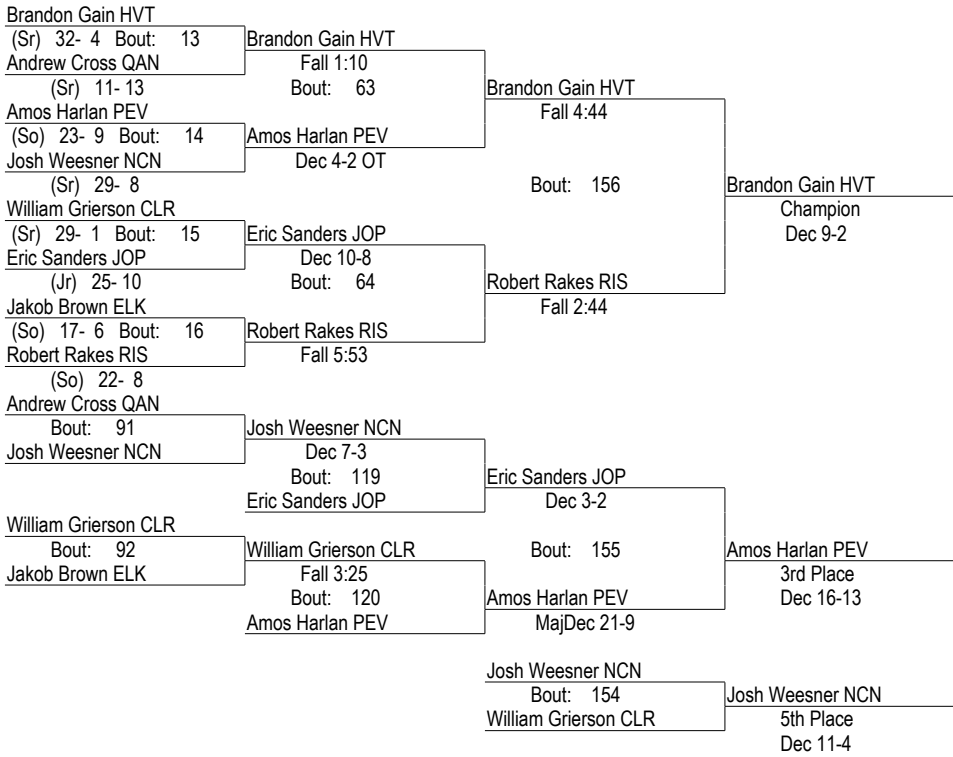 Brandon Gain HVT
(Sr) 32- 4 Bout: 13 Brandon Gain HVT
Andrew Cross QAN Fall 1:10
(Sr) 11- 13 Bout: 63 Brandon Gain HVT
Amos Harlan PEV Fall 4:44
(So) 23- 9 Bout: 14 Amos Harlan PEV
Josh Weesner NCN Dec 4-2 OT
(Sr) 29- 8 Bout: 156 Brandon Gain HVT
William Grierson CLR Champion
(Sr) 29- 1 Bout: 15 Eric Sanders JOP Dec 9-2
Eric Sanders JOP Dec 10-8
(Jr) 25- 10 Bout: 64 Robert Rakes RIS
Jakob Brown ELK Fall 2:44
(So) 17- 6 Bout: 16 Robert Rakes RIS
Robert Rakes RIS Fall 5:53
(So) 22- 8
Andrew Cross QAN
Bout: 91 Josh Weesner NCN
Josh Weesner NCN Dec 7-3
Bout: 119 Eric Sanders JOP
Eric Sanders JOP Dec 3-2
William Grierson CLR
Bout: 92 William Grierson CLR Bout: 155 Amos Harlan PEV
Jakob Brown ELK Fall 3:25 3rd Place
Bout: 120 Amos Harlan PEV Dec 16-13
Amos Harlan PEV MajDec 21-9
Josh Weesner NCN
Bout: 154 Josh Weesner NCN
William Grierson CLR 5th Place
Dec 11-4